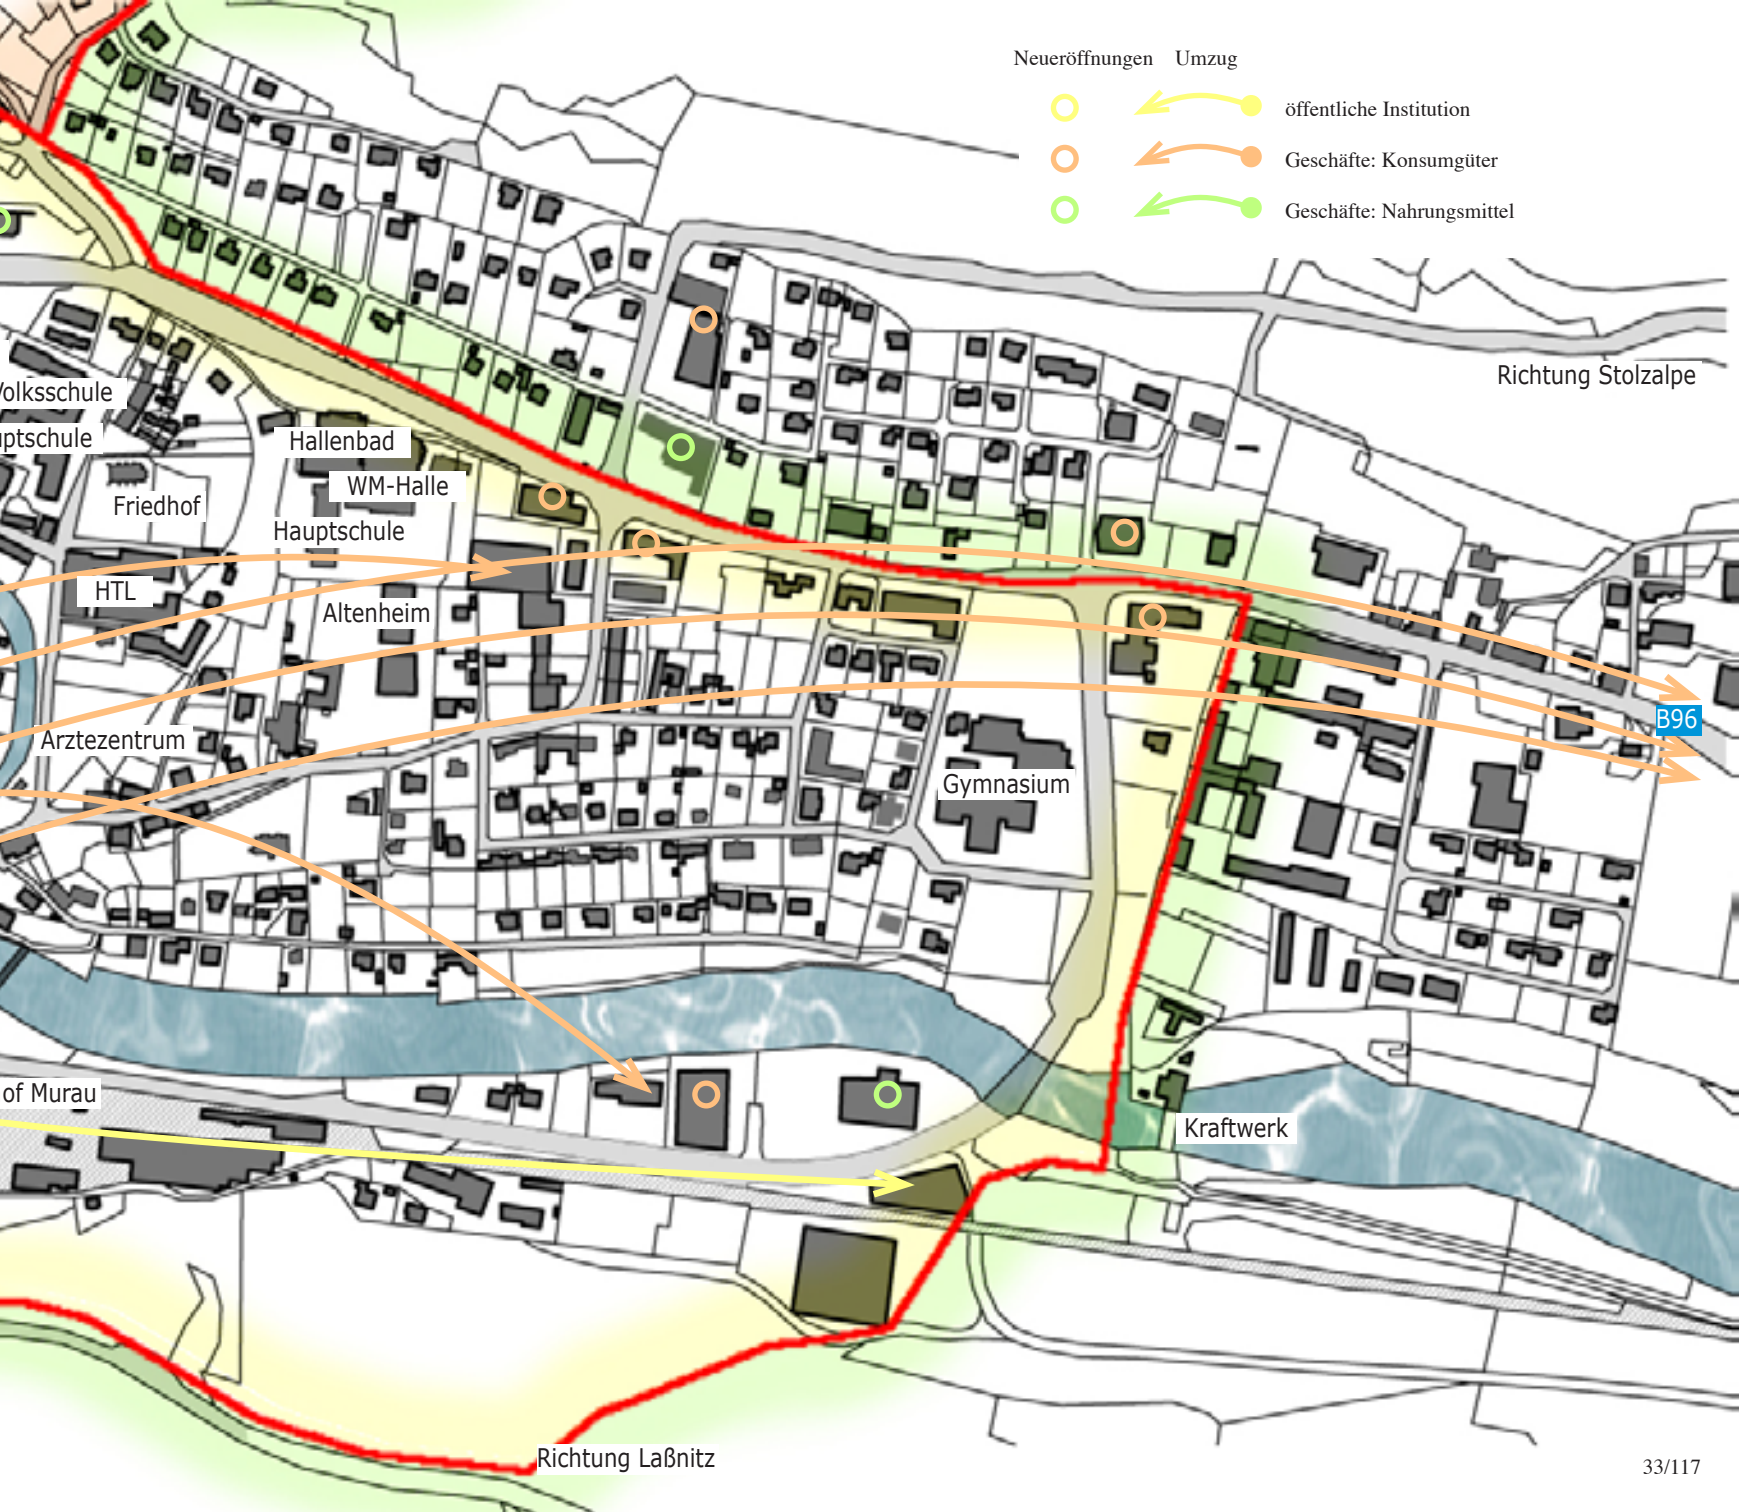 Neueröffnungen Umzug
öffentliche Institution
Geschäfte: Konsumgüter
Geschäfte: Nahrungsmittel
Richtung Stolzalpe
olksschule
ptschule
Hallenbad
WM-Halle
Friedhof
Hauptschule
HTL
Altenheim
B96
Arztezentrum
Gymnasium
of Murau
Kraftwerk
Richtung Laßnitz
33/117